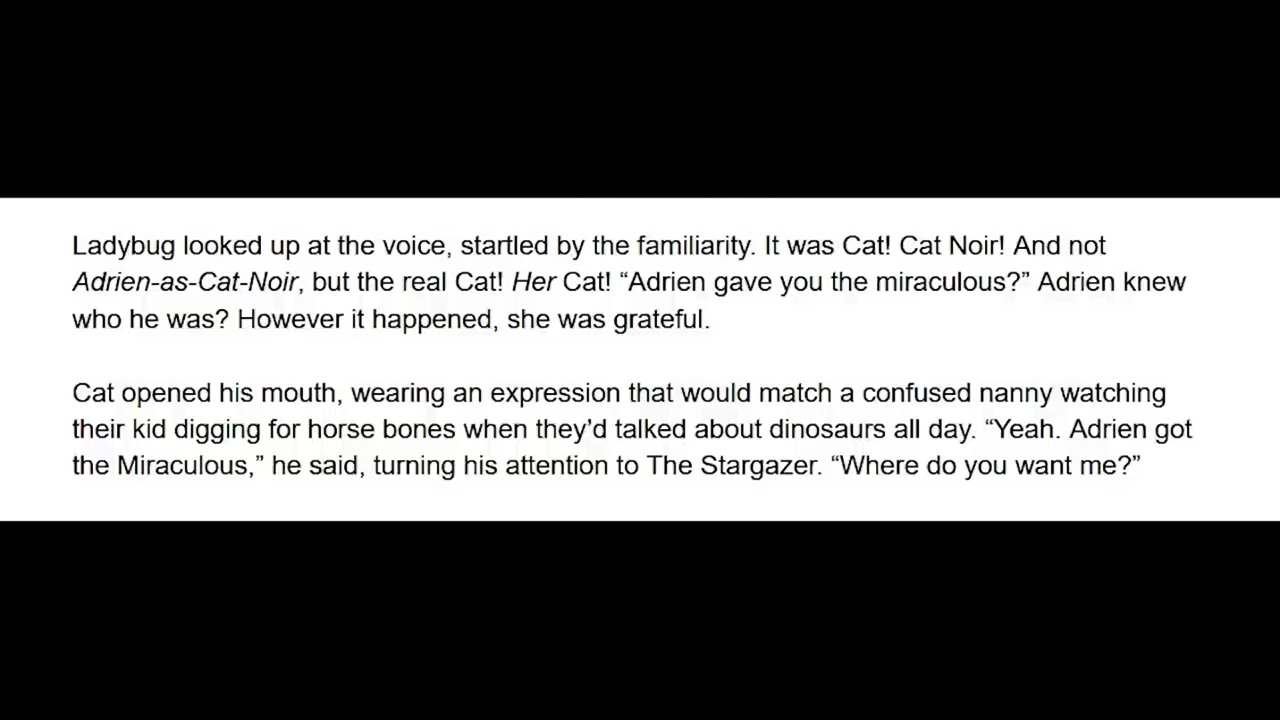 Ladybug looked up at the voice, startled by the familiarity. It was Cat! Cat Noir! And not
Adrien-as-Cat-Noir, but the real Cat! Her Cat! “Adrien gave you the miraculous?” Adrien knew
who he was? However it happened, she was grateful.
Cat opened his mouth, wearing an expression that would match a confused nanny watching
their kid digging for horse bones when they’d talked about dinosaurs all day. “Yeah. Adrien got
the Miraculous,” he said, turning his attention to The Stargazer. “Where do you want me?”